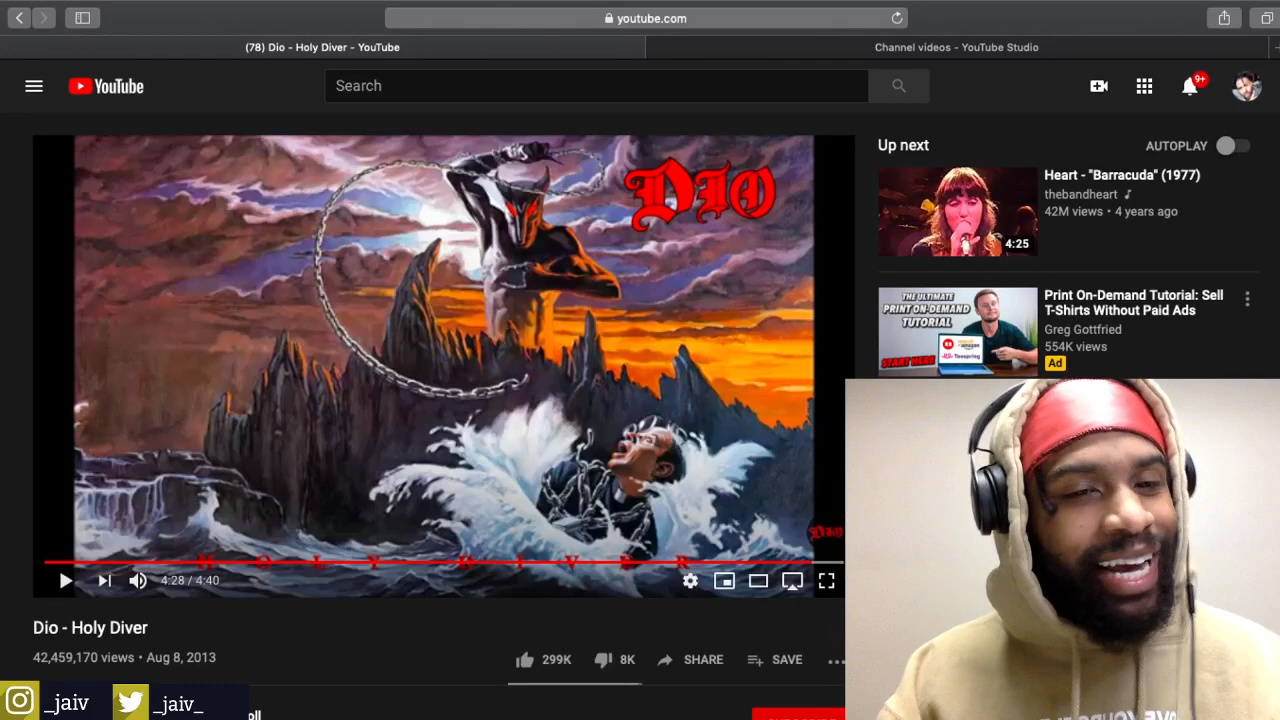 youtube.com
(78) Dio - Holy Diver - YouTube
Channel videos - YouTube Studio
YouTube
Search
9+
DIO
Up next
AUTOPLAY
Heart - "Barracuda" (1977)
thebandheart
42M views • 4 years ago
4:25
THE ULTIMATE
PRINT ON-DEMAND
TUTORIAL
START HERE
Print On-Demand Tutorial: Sell
T-Shirts Without Paid Ads
Greg Gottfried
554K views
Ad
DIO
HOLY DIVER
4:28 / 4:40
Dio - Holy Diver
42,459,170 views • Aug 8, 2013
299K
8K
SHARE
SAVE
_jaiv
_jaiv_